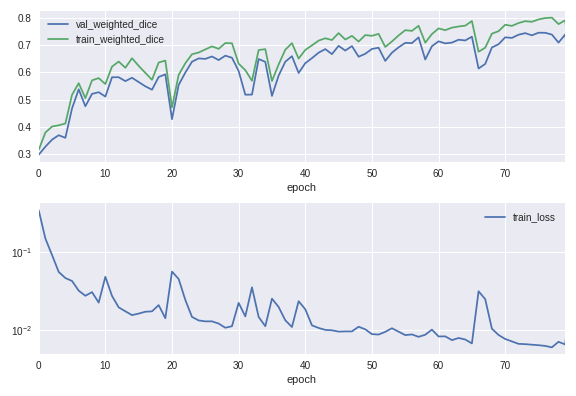 0.8
0.7
0.6
0.5
0.4
0.3
val_weighted_dice
train_weighted_dice
0 10 20 30 40 50 60 70
epoch
10⁻¹
10⁻²
train_loss
0 10 20 30 40 50 60 70
epoch